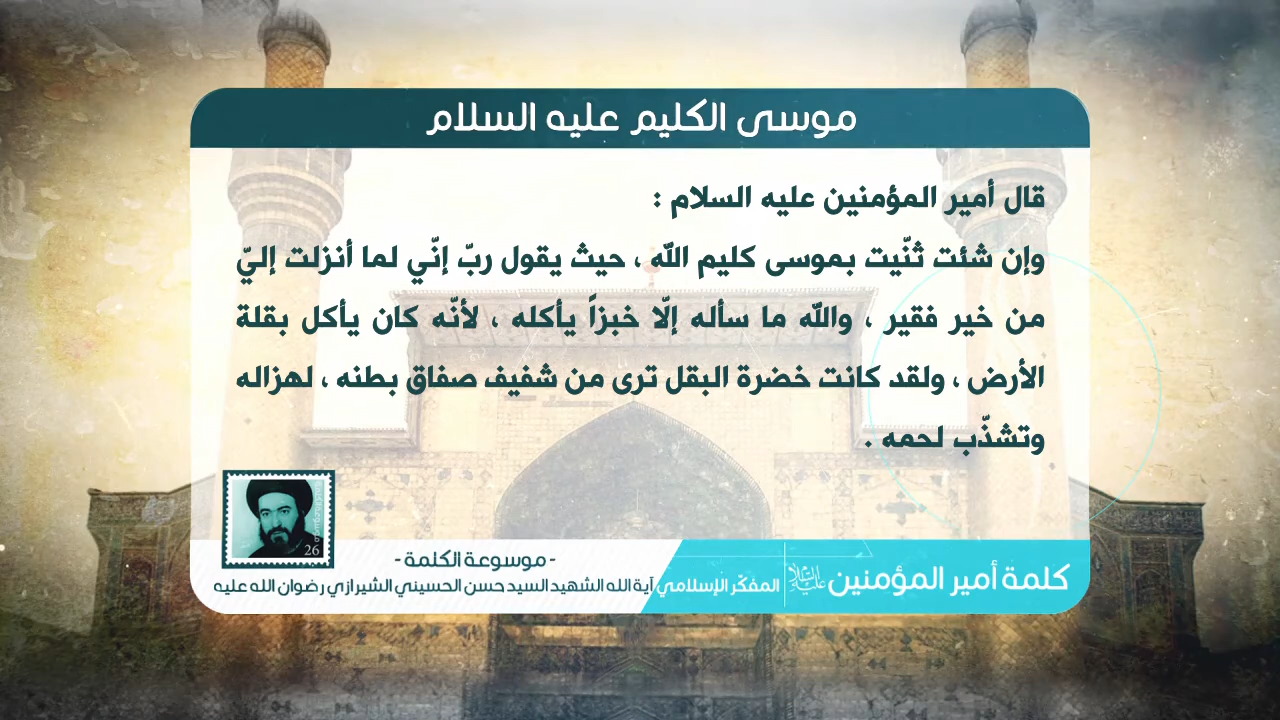 موسى الكليم عليه السلام
قال أمير المؤمنين عليه السلام :
وإن شئت ثنّيت بموسى كليم الله ، حيث يقول ربّ إنّي لما أنزلت إليّ
من خير فقير ، والله ما سأله إلّا خبزاً يأكله ، لأنّه كان يأكل بقلة
الأرض ، ولقد كانت خضرة البقل ترى من شفيف صفاق بطنه ، لهزاله
وتشذّب لحمه .
26
كلمة أمير المؤمنين عليه السلام
- موسوعة الكلمة -
المفكّر الإسلامي آية الله الشهيد السيد حسن الحسيني الشيرازي رضوان الله عليه